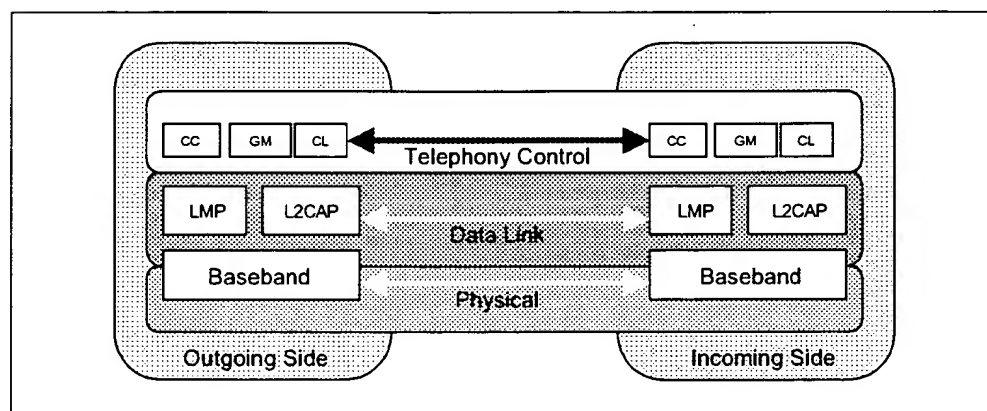 CC GM CL CC GM CL
Telephony Control
LMP L2CAP LMP L2CAP
Data Link
Baseband Baseband
Physical
Outgoing Side Incoming Side